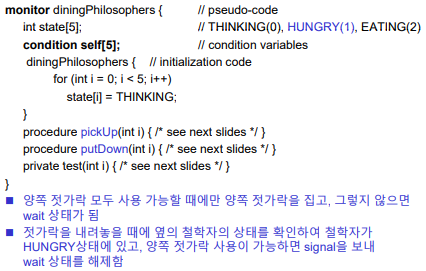 monitor diningPhilosophers { // pseudo-code
int state[5]; // THINKING(0), HUNGRY(1), EATING(2)
condition self[5]; // condition variables
diningPhilosophers { // initialization code
for (int i = 0; i < 5; i++)
state[i] = THINKING;
}
procedure pickUp(int i) { /* see next slides */ }
procedure putDown(int i) { /* see next slides */ }
private test(int i) { /* see next slides */ }
}
■ 양쪽 젓가락 모두 사용 가능할 때에만 양쪽 젓가락을 집고, 그렇지 않으면
wait 상태가 됨
■ 젓가락을 내려놓을 때에 옆의 철학자의 상태를 확인하여 철학자가
HUNGRY상태에 있고, 양쪽 젓가락 사용이 가능하면 signal을 보내
wait 상태를 해제함